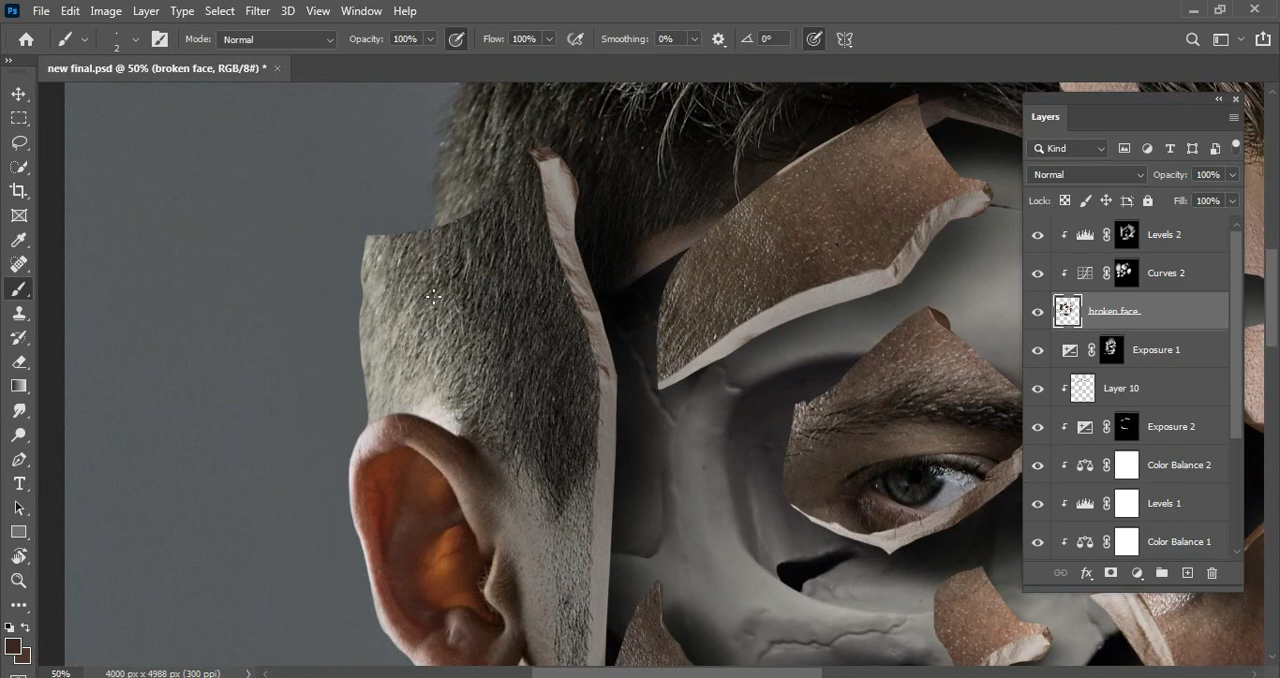 Ps File Edit Image Layer Type Select Filter 3D View Window Help
2 Mode: Normal Opacity: 100% Flow: 100% Smoothing: 0% 0°
new final.psd @ 50% (broken face, RGB/8#) *
Layers
Kind
Normal Opacity: 100%
Lock: Fill: 100%
Levels 2
Curves 2
broken face
Exposure 1
Layer 10
Exposure 2
Color Balance 2
Levels 1
Color Balance 1
fx
50% 4000 px x 4988 px (300 ppi)